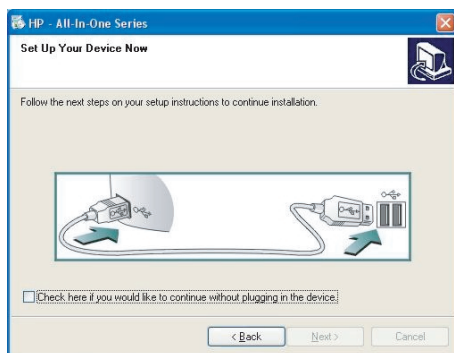 HP - All-In-One Series
Set Up Your Device Now
Follow the next steps on your setup instructions to continue installation.
Check here if you would like to continue without plugging in the device.
< Back
Next >
Cancel